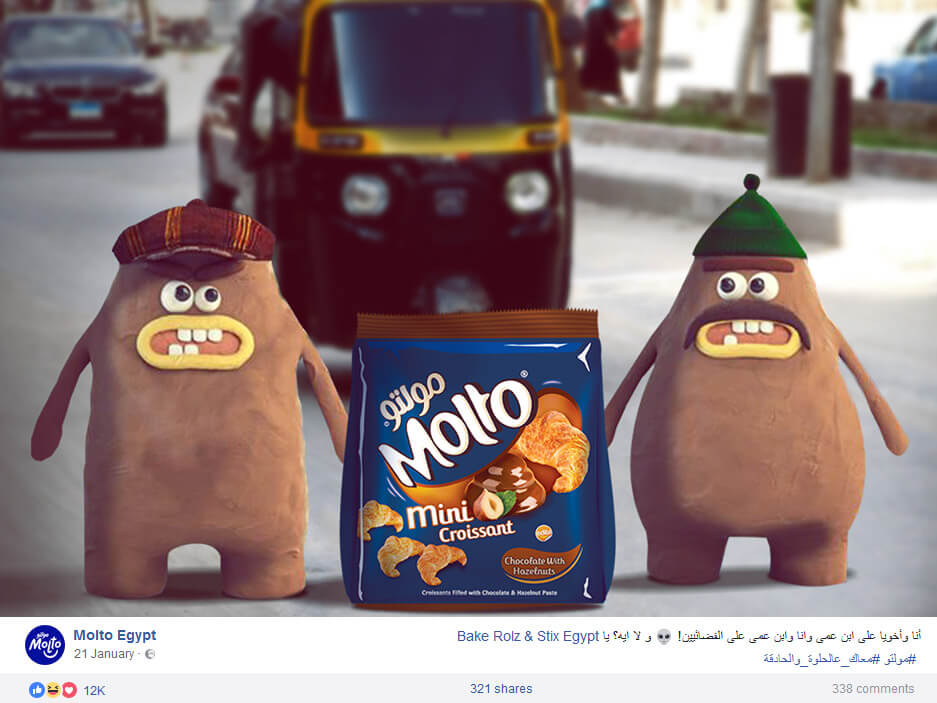 مولتو
Molto®
mini
Croissant
Chocolate With
Hazelnuts
Croissants Filled with Chocolate & Hazelnut Paste
Molto Egypt
21 January ·
أنا وأخويا على ابن عمى وانا وابن عمى على الفضائيين! 💀 و لا ايه؟ يا Bake Rolz & Stix Egypt
#مولتو #معاك_عالحلوة_والحادقة
12K
321 shares
338 comments